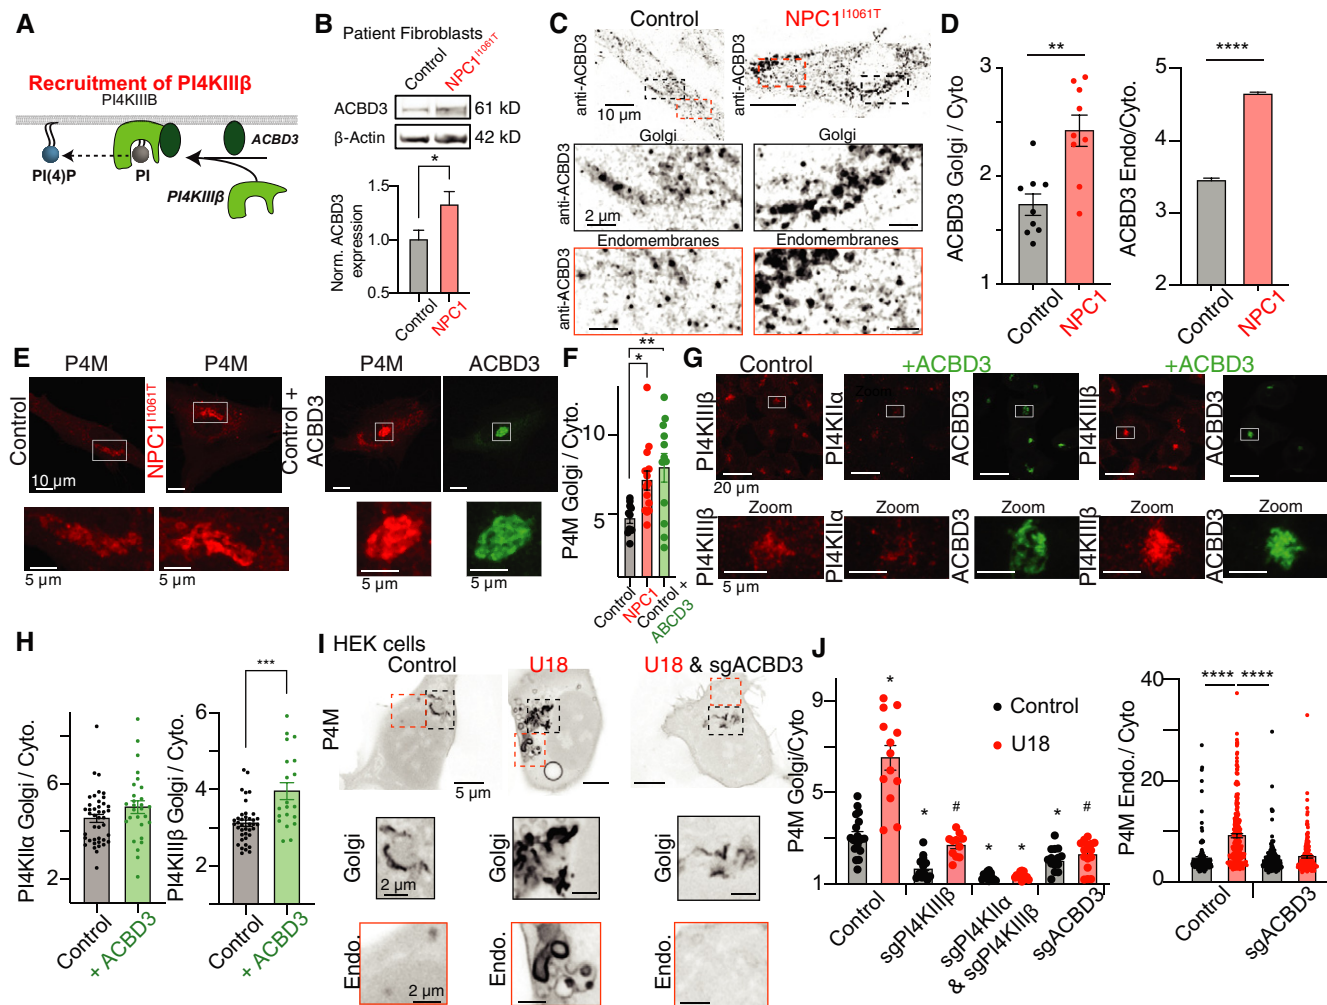 A
Recruitment of PI4KIIIβ
PI4KIIIB
ACBD3
PI(4)P
PI
PI4KIIIβ
B
Patient Fibroblasts
Control
NPC1^I1061T
ACBD3
61 kD
β-Actin
42 kD
*
Norm. ACBD3
expression
1.5
1.0
0.5
Control
NPC1
C
Control
NPC1^I1061T
anti-ACBD3
anti-ACBD3
10 µm
Golgi
Golgi
anti-ACBD3
2 µm
Endomembranes
Endomembranes
anti-ACBD3
D
ACBD3 Golgi / Cyto
3
2
1
**
Control
NPC1
ACBD3 Endo/Cyto.
5
4
3
2
****
Control
NPC1
E
P4M
P4M
P4M
ACBD3
Control
NPC1^I1061T
Control +
ACBD3
10 µm
5 µm
5 µm
5 µm
5 µm
F
P4M Golgi / Cyto.
10
5
**
*
Control
NPC1
Control +
ABCD3
G
Control
+ACBD3
+ACBD3
PI4KIIIβ
PI4KIIα
ACBD3
PI4KIIIβ
ACBD3
Zoom
20 µm
Zoom
Zoom
Zoom
Zoom
Zoom
PI4KIIIβ
PI4KIIα
ACBD3
PI4KIIIβ
ACBD3
5 µm
H
PI4KIIα Golgi / Cyto.
6
4
2
Control
+ ACBD3
PI4KIIIβ Golgi / Cyto.
6
4
2
***
Control
+ ACBD3
I
HEK cells
Control
U18
U18 & sgACBD3
P4M
5 µm
Golgi
2 µm
Endo.
2 µm
Golgi
Endo.
Golgi
Endo.
J
P4M Golgi/Cyto
9
5
1
*
*
#
*
*
*
#
Control
U18
Control
sgPI4KIIIβ
sgPI4KIIα
& sgPI4KIIIβ
sgACBD3
P4M Endo./ Cyto
40
20
0
****
****
Control
sgACBD3